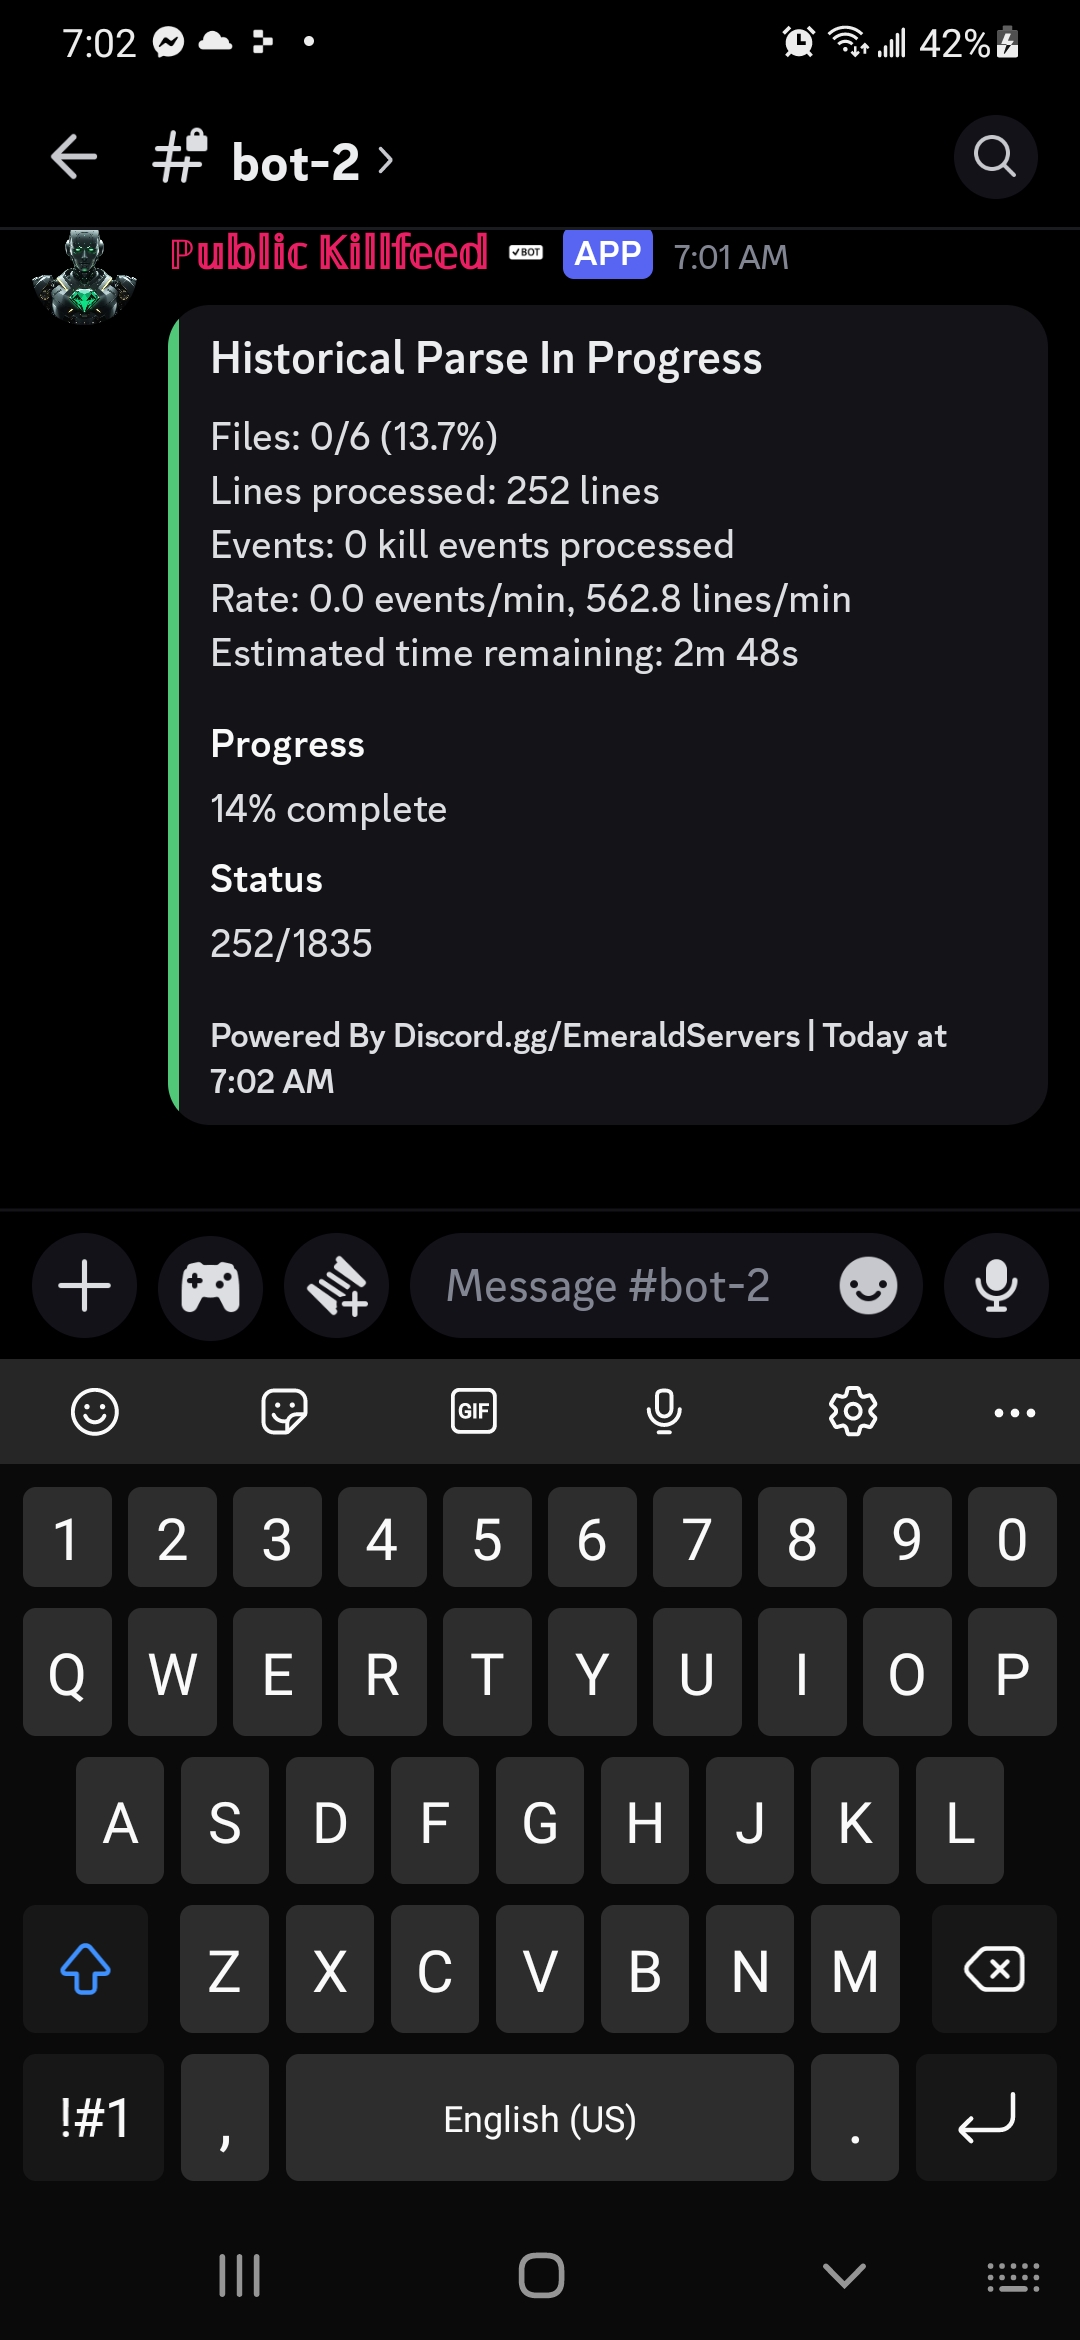 7:02 42%
bot-2
ℙ𝕦𝕓𝕝𝕚𝕔 𝕂𝕚𝕝𝕝𝕗𝕖𝕖𝕕 ✓BOT APP 7:01 AM
Historical Parse In Progress
Files: 0/6 (13.7%)
Lines processed: 252 lines
Events: 0 kill events processed
Rate: 0.0 events/min, 562.8 lines/min
Estimated time remaining: 2m 48s
Progress
14% complete
Status
252/1835
Powered By Discord.gg/EmeraldServers | Today at
7:02 AM
Message #bot-2
GIF
1 2 3 4 5 6 7 8 9 0
Q W E R T Y U I O P
A S D F G H J K L
Z X C V B N M
!#1 , English (US) .